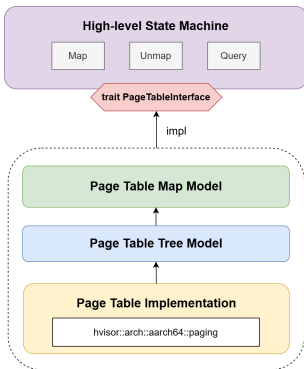 High-level State Machine
Map Unmap Query
trait PageTableInterface
impl
Page Table Map Model
Page Table Tree Model
Page Table Implementation
hvisor::arch::aarch64::paging